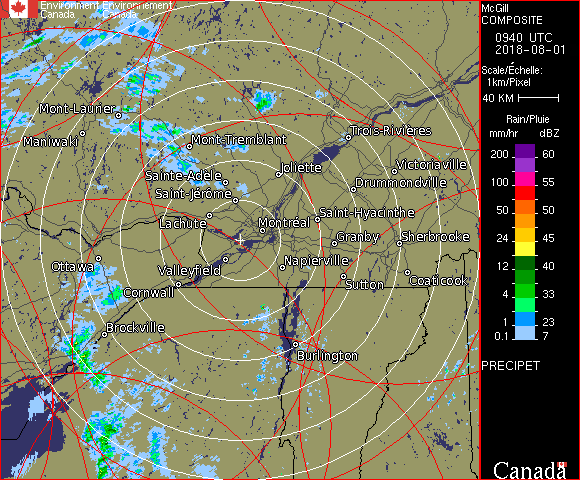 Environment Environnement
Canada Canada
Mont-Laurier
Maniwaki
Mont-Tremblant
Trois-Rivières
Sainte-Adèle
Joliette
Victoriaville
Saint-Jérôme
Drummondville
Lachute
Montréal
Saint-Hyacinthe
Granby
Sherbrooke
Ottawa
Valleyfield
Napierville
Cornwall
Sutton
Coaticook
Brockville
Burlington
McGill
COMPOSITE
0940 UTC
2018-08-01
Scale/Échelle:
1km/Pixel
40 KM
Rain/Pluie
mm/hr dBZ
200 60
55
100 55
50 50
24 45
30
12 40
4 33
1 23
0.1 7
PRECIPET
Canada